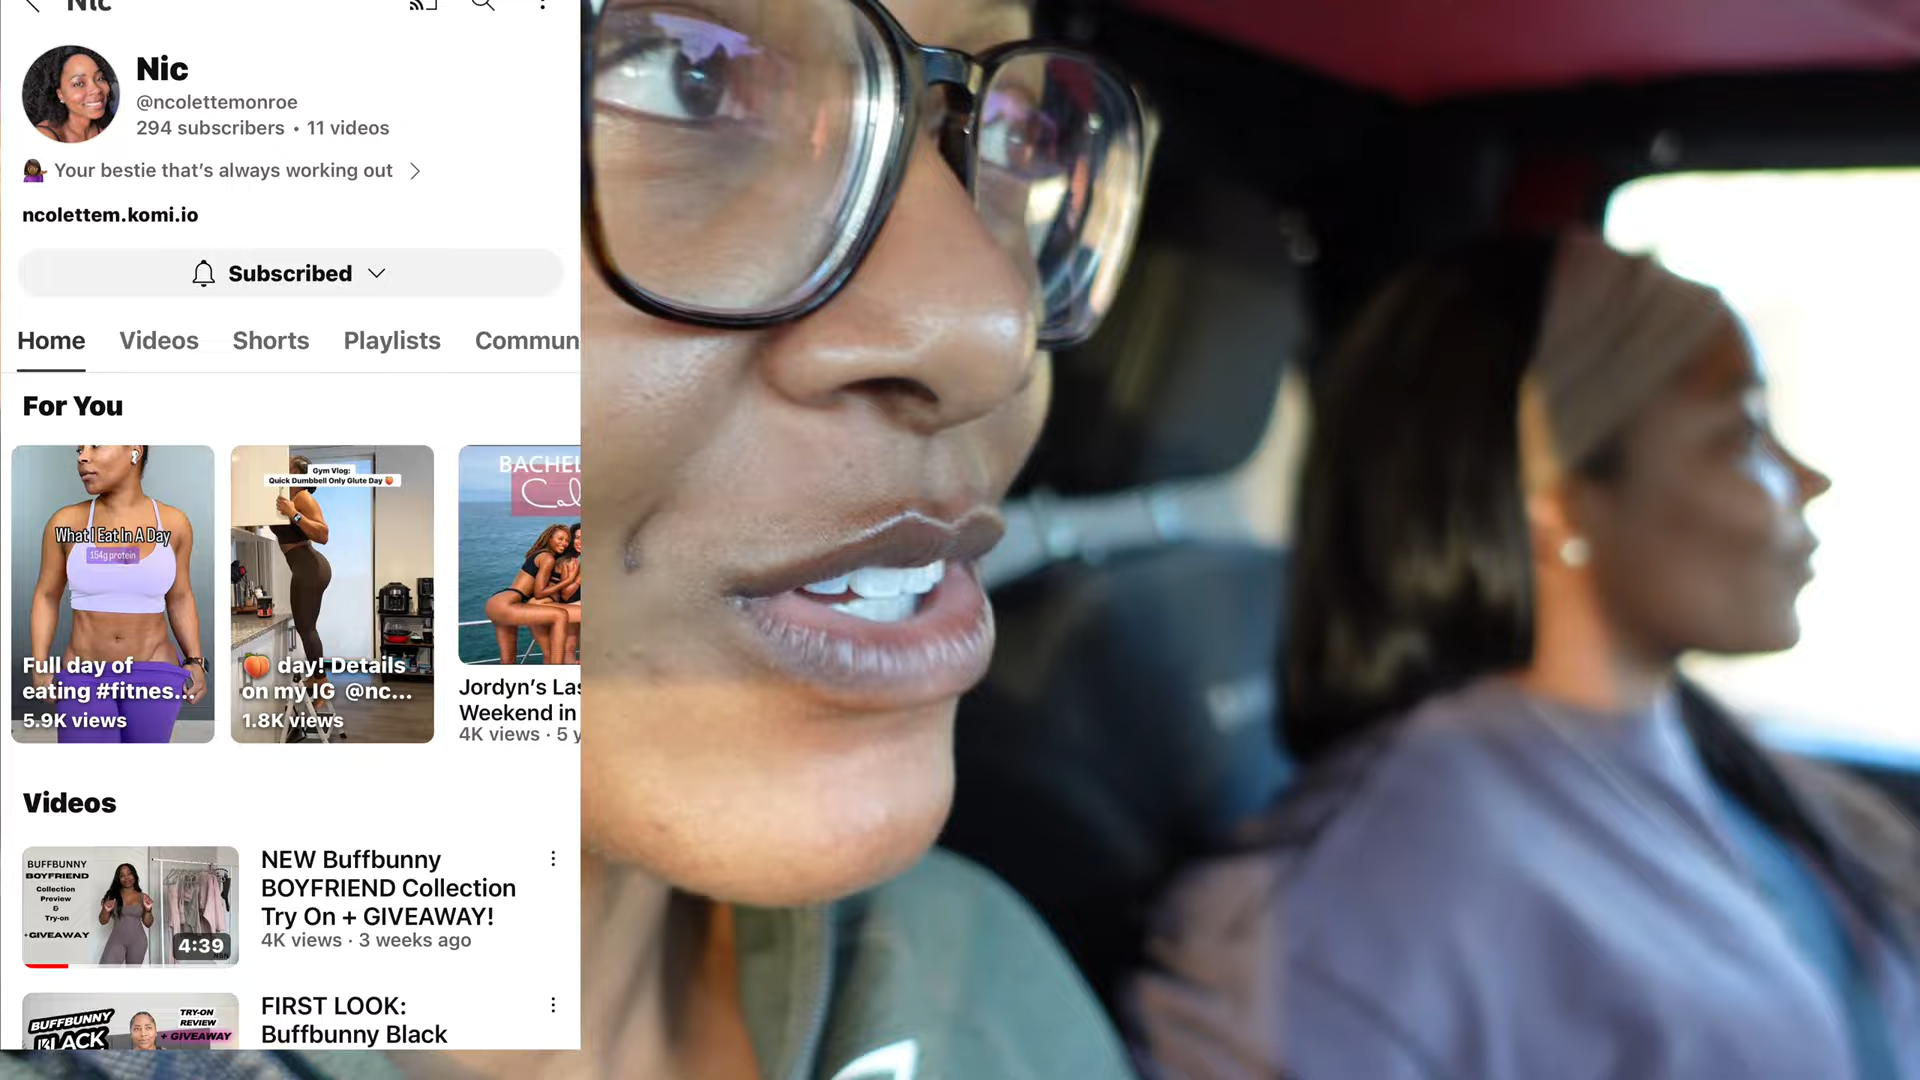 Nic
Nic
@ncolettemonroe
294 subscribers • 11 videos
Your bestie that's always working out
ncolettem.komi.io
Subscribed
Home Videos Shorts Playlists Commun
For You
What I Eat In A Day
154g protein
Full day of
eating #fitnes...
5.9K views
Gym Vlog:
Quick Dumbbell Only Glute Day 🍑
🍑 day! Details
on my IG @nc...
1.8K views
BACHEL
Jordyn's Las
Weekend in
4K views · 5 y
Videos
BUFFBUNNY
BOYFRIEND
Collection
Preview
&
Try-on
+GIVEAWAY
4:39
NEW Buffbunny
BOYFRIEND Collection
Try On + GIVEAWAY!
4K views · 3 weeks ago
BUFFBUNNY
BLACK
TRY-ON
REVIEW
+ GIVEAWAY
FIRST LOOK:
Buffbunny Black